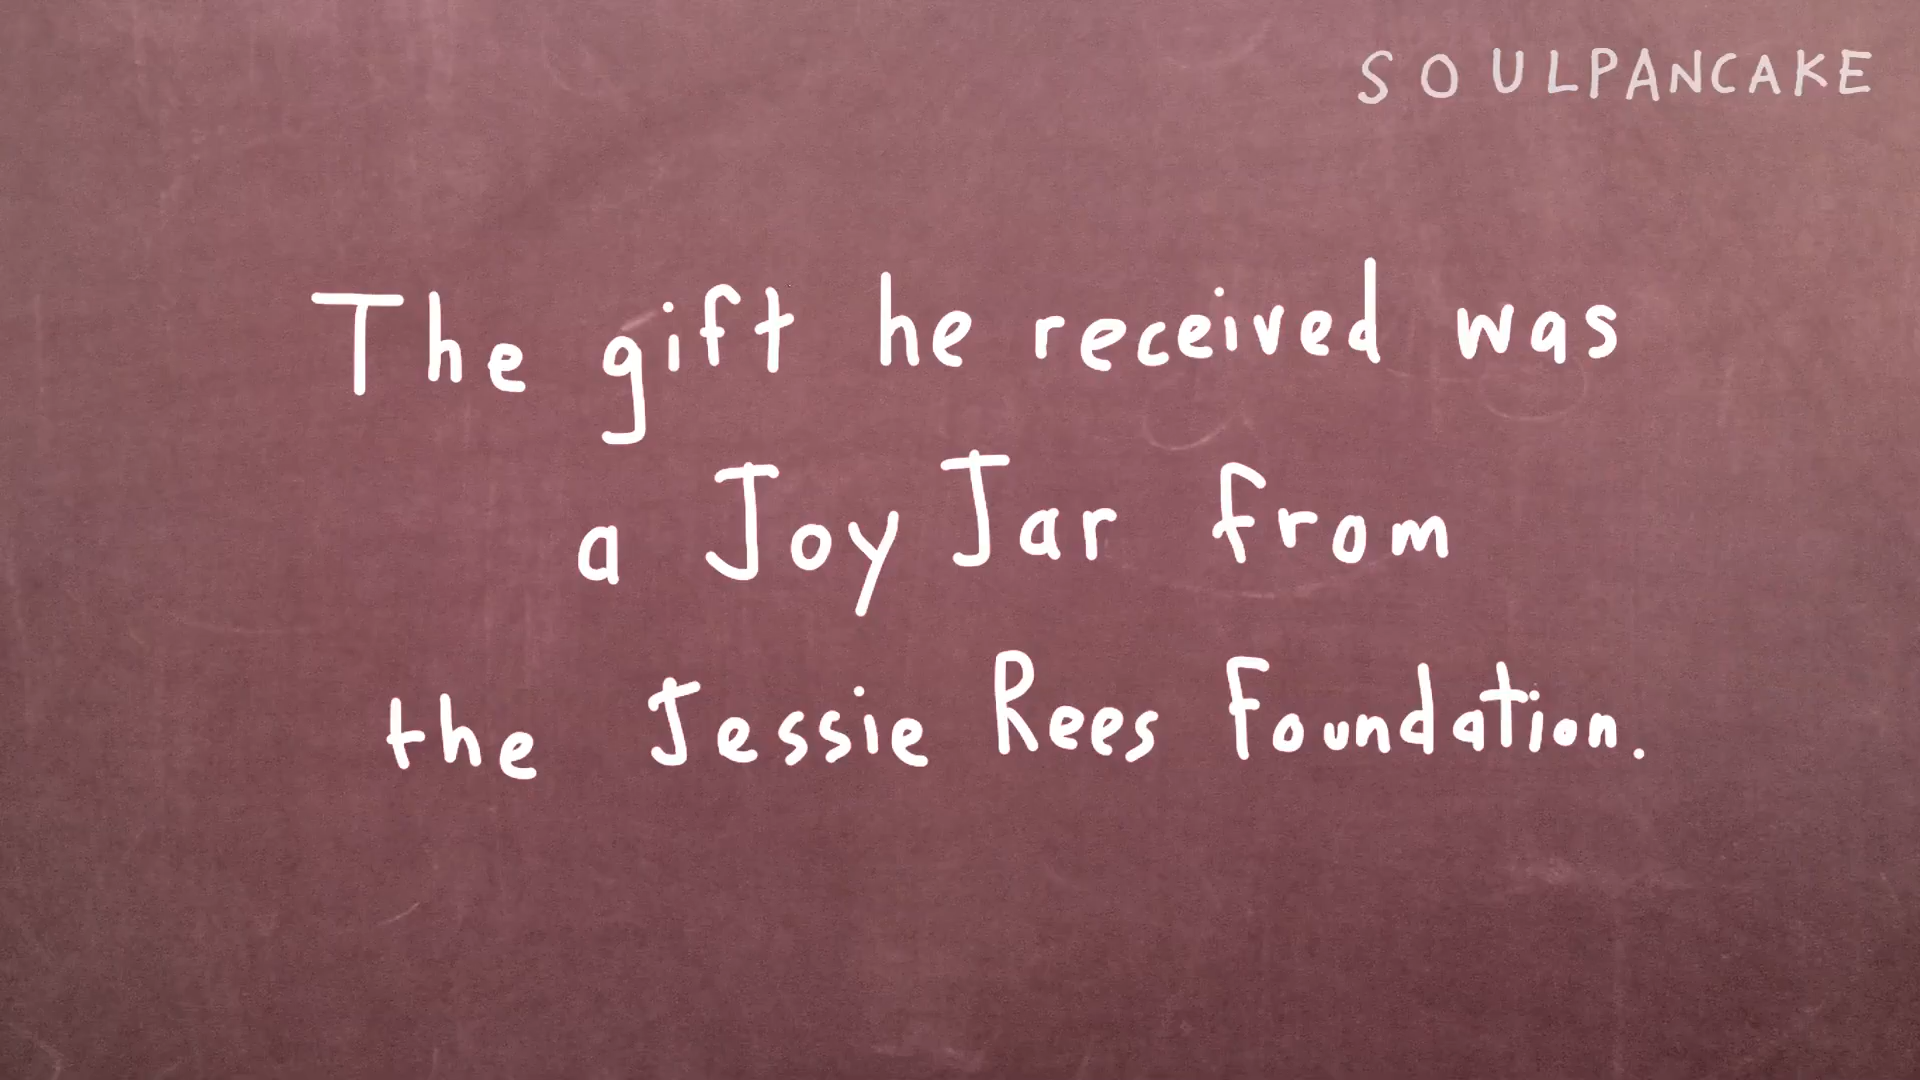 SOULPANCAKE
The gift he received was
a Joy Jar from
the Jessie Rees Foundation.